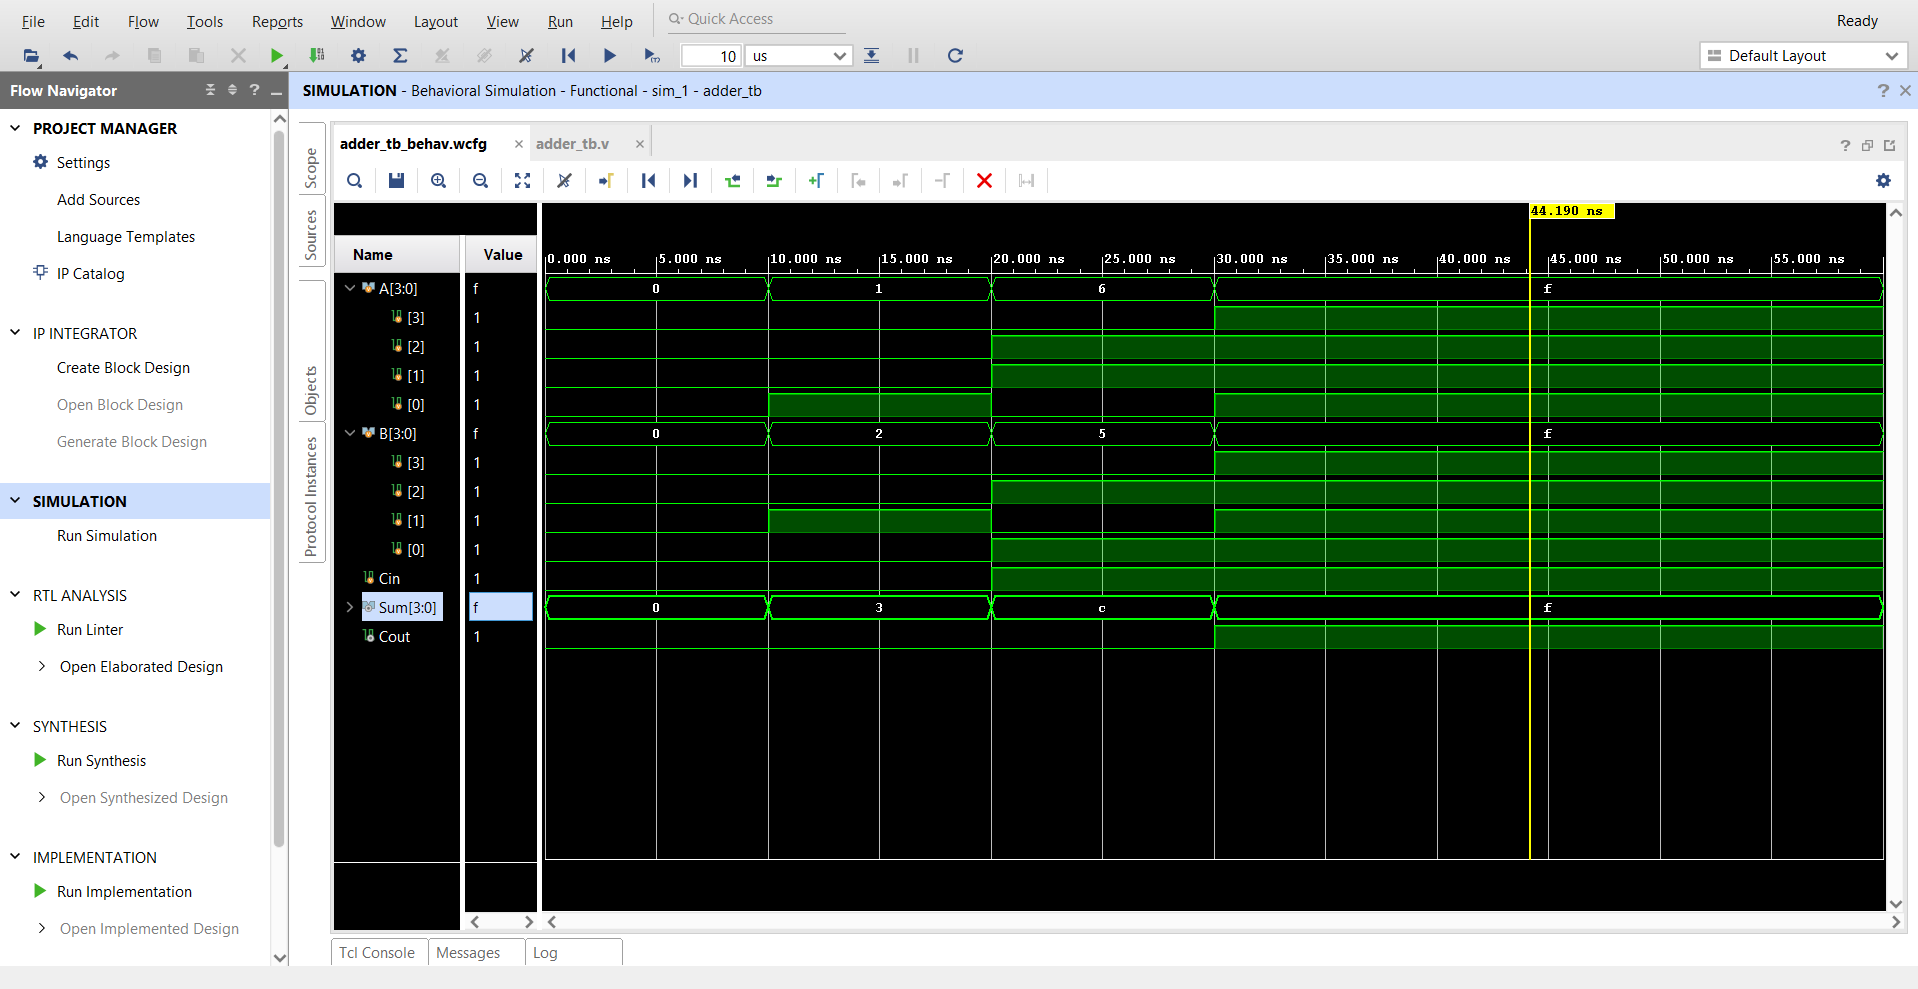 File Edit Flow Tools Reports Window Layout View Run Help Quick Access Ready
10 us Default Layout
Flow Navigator ? SIMULATION - Behavioral Simulation - Functional - sim_1 - adder_tb ?
PROJECT MANAGER
Settings
Add Sources
Language Templates
IP Catalog
IP INTEGRATOR
Create Block Design
Open Block Design
Generate Block Design
SIMULATION
Run Simulation
RTL ANALYSIS
Run Linter
Open Elaborated Design
SYNTHESIS
Run Synthesis
Open Synthesized Design
IMPLEMENTATION
Run Implementation
Open Implemented Design
Scope
Sources
Objects
Protocol Instances
adder_tb_behav.wcfg adder_tb.v ?
44.190 ns
Name Value 0.000 ns 5.000 ns 10.000 ns 15.000 ns 20.000 ns 25.000 ns 30.000 ns 35.000 ns 40.000 ns 45.000 ns 50.000 ns 55.000 ns
A[3:0] f 0 1 6 f
[3] 1
[2] 1
[1] 1
[0] 1
B[3:0] f 0 2 5 f
[3] 1
[2] 1
[1] 1
[0] 1
Cin 1
Sum[3:0] f 0 3 c f
Cout 1
Tcl Console Messages Log